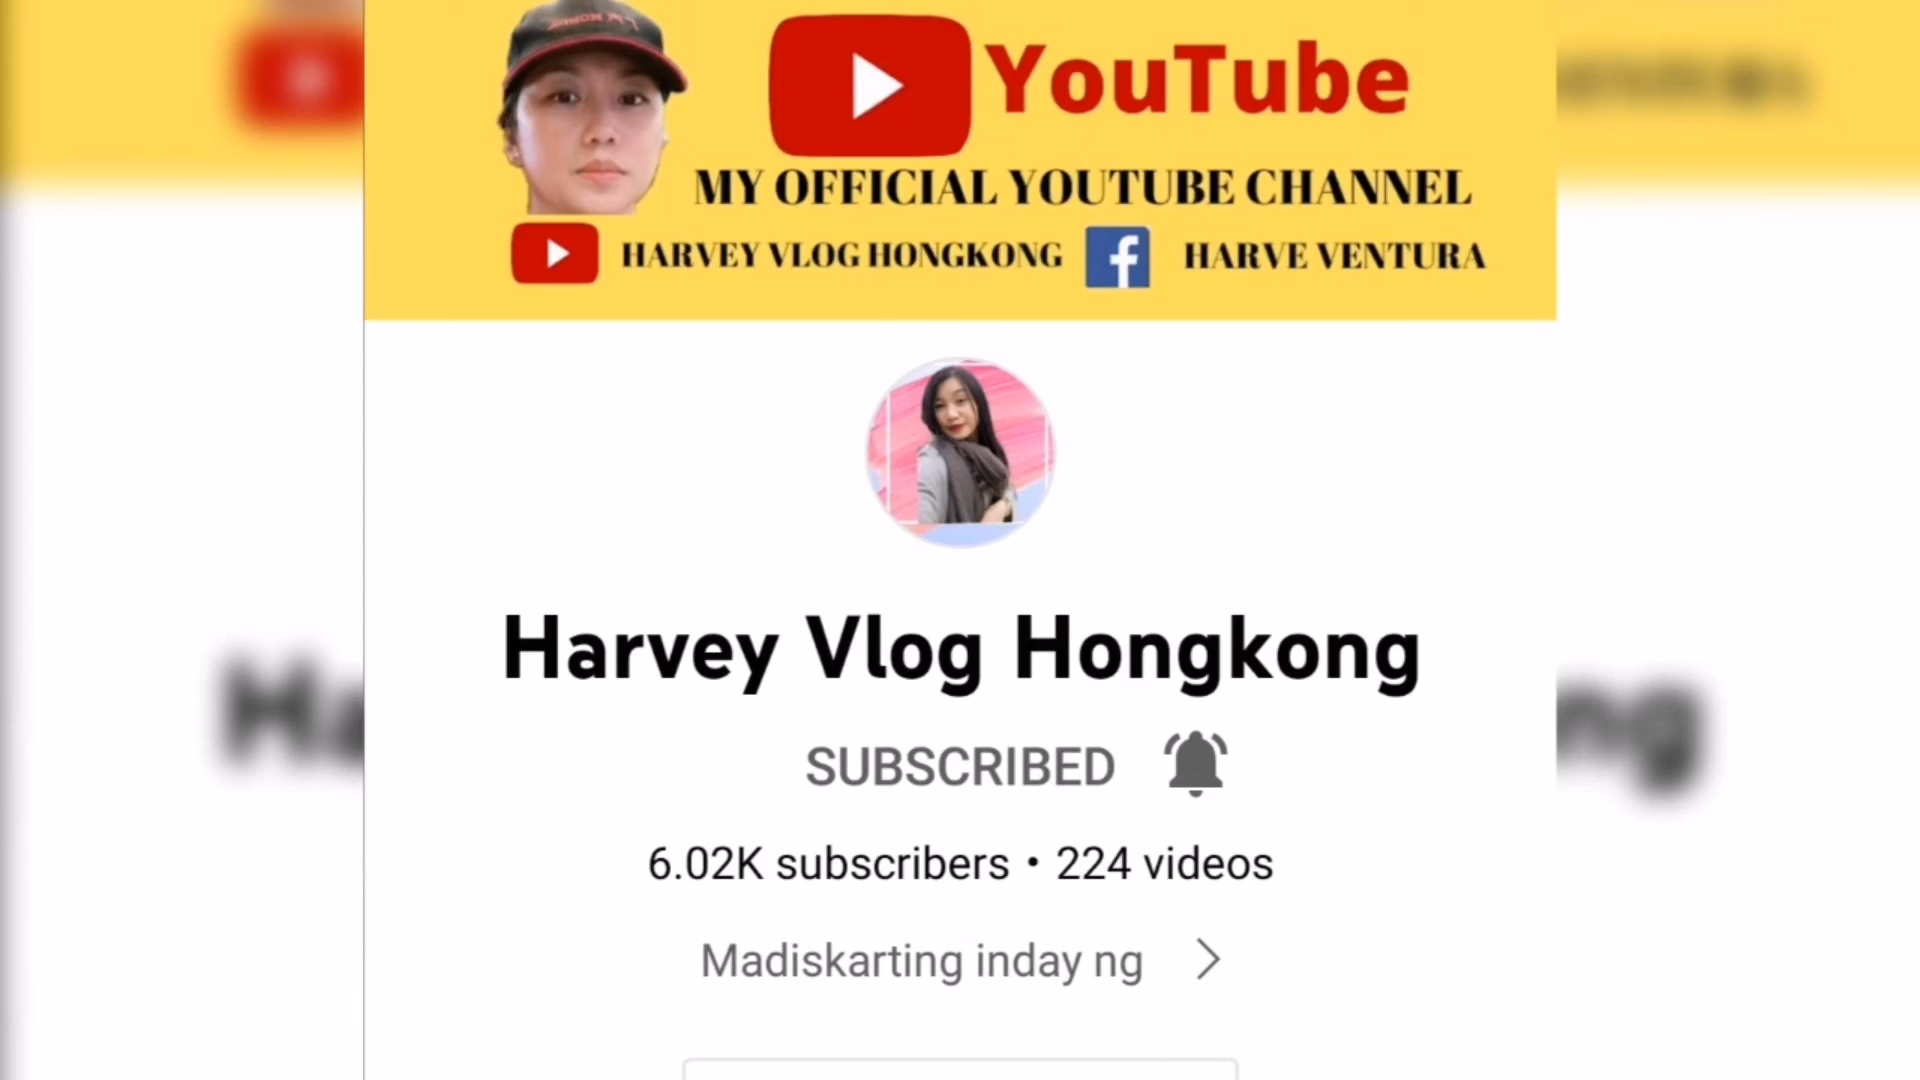 YouTube
MY OFFICIAL YOUTUBE CHANNEL
HARVEY VLOG HONGKONG HARVE VENTURA
Harvey Vlog Hongkong
SUBSCRIBED
6.02K subscribers • 224 videos
Madiskarting inday ng